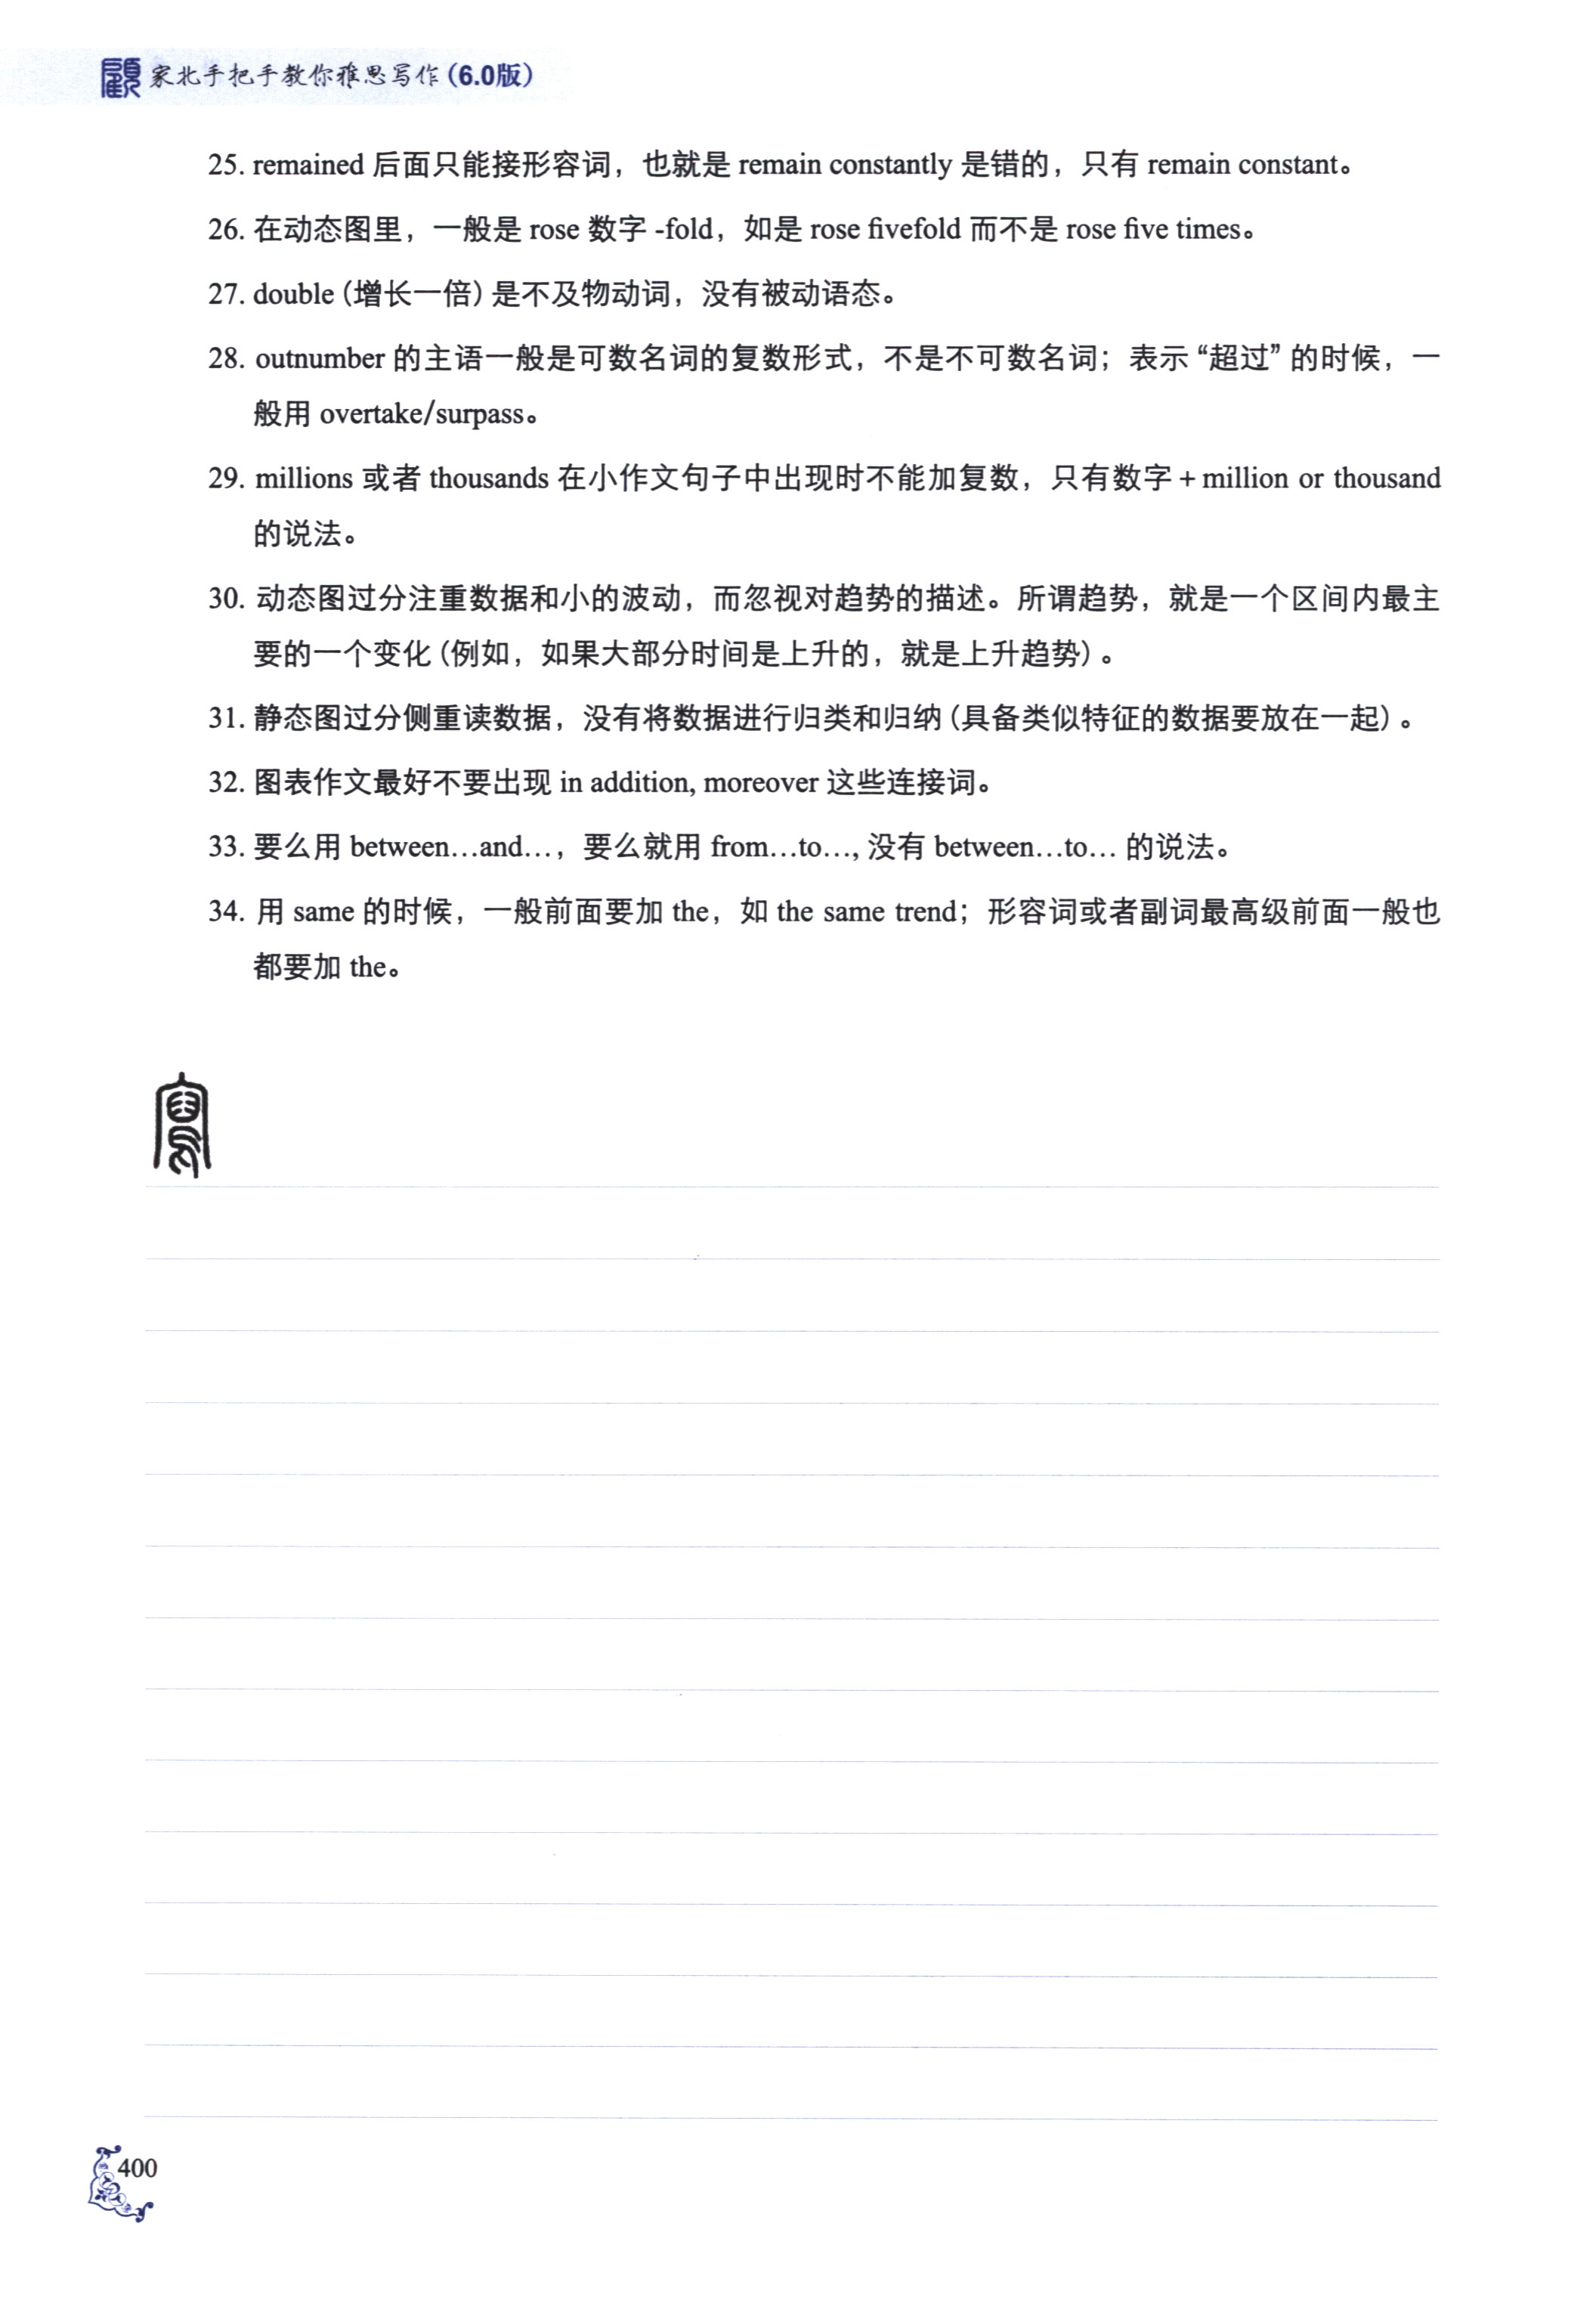 顧家北手把手教你雅思写作(6.0版)
25. remained 后面只能接形容词，也就是 remain constantly 是错的，只有 remain constant。
26. 在动态图里，一般是 rose 数字 -fold，如是 rose fivefold 而不是 rose five times。
27. double (增长一倍) 是不及物动词，没有被动语态。
28. outnumber 的主语一般是可数名词的复数形式，不是不可数名词；表示 “超过” 的时候，一
般用 overtake/surpass。
29. millions 或者 thousands 在小作文句子中出现时不能加复数，只有数字 + million or thousand
的说法。
30. 动态图过分注重数据和小的波动，而忽视对趋势的描述。所谓趋势，就是一个区间内最主
要的一个变化 (例如，如果大部分时间是上升的，就是上升趋势) 。
31. 静态图过分侧重读数据，没有将数据进行归类和归纳 (具备类似特征的数据要放在一起) 。
32. 图表作文最好不要出现 in addition, moreover 这些连接词。
33. 要么用 between…and…，要么就用 from…to…, 没有 between…to… 的说法。
34. 用 same 的时候，一般前面要加 the，如 the same trend；形容词或者副词最高级前面一般也
都要加 the。
寫
400